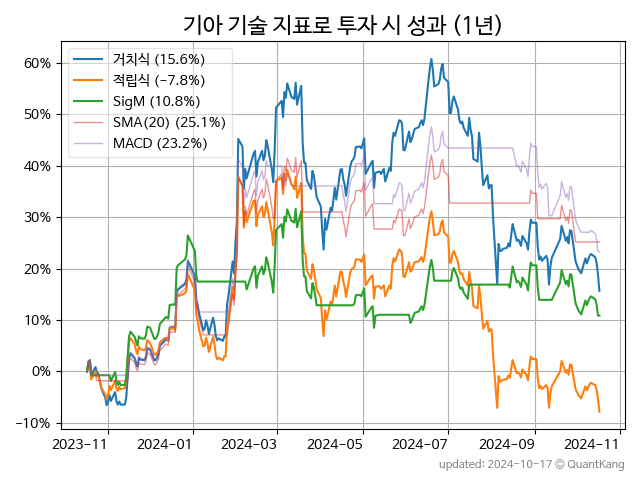 기아 기술 지표로 투자 시 성과 (1년)
거치식 (15.6%)
적립식 (−7.8%)
SigM (10.8%)
SMA(20) (25.1%)
MACD (23.2%)
60%
50%
40%
30%
20%
10%
0%
−10%
2023−11 2024−01 2024−03 2024−05 2024−07 2024−09 2024−11
updated: 2024-10-17 © QuantKang